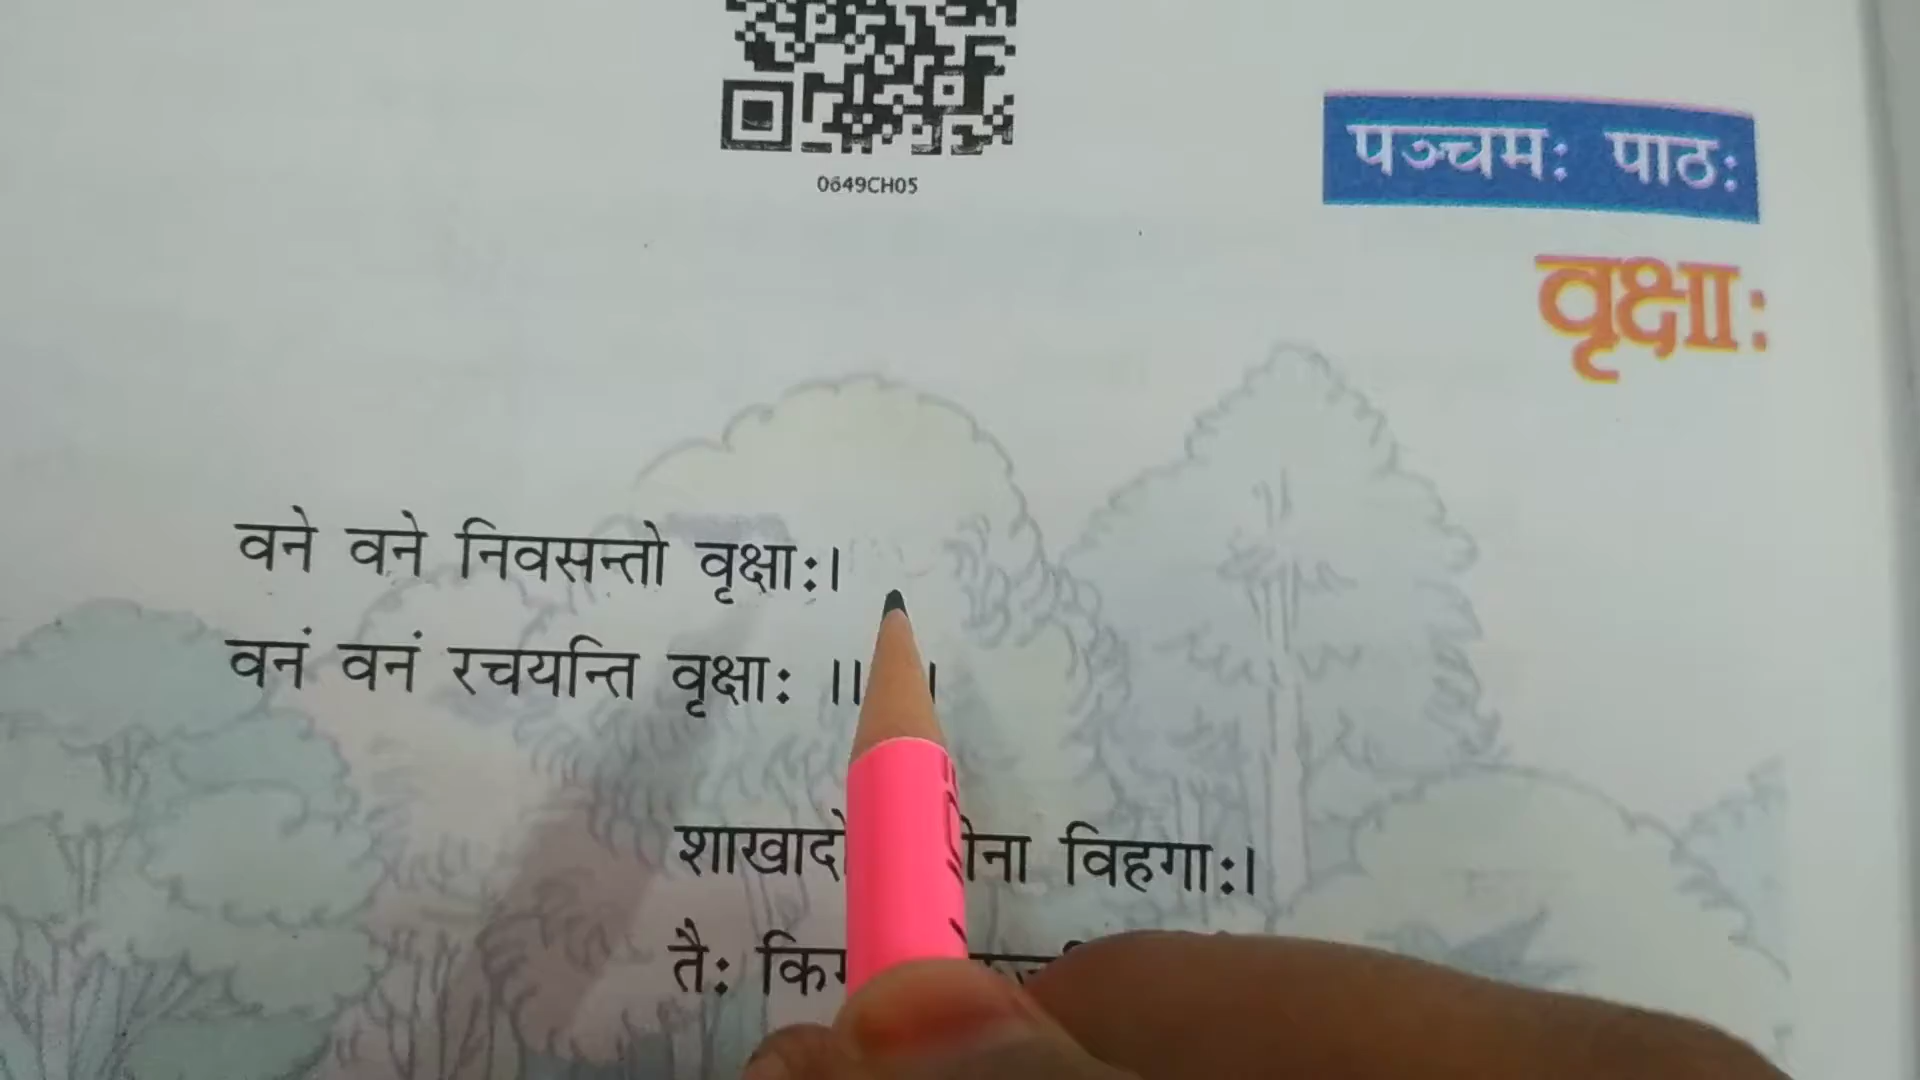 0649CH05
पञ्चमः पाठः
वृक्षाः
वने वने निवसन्तो वृक्षाः।
वनं वनं रचयन्ति वृक्षाः ॥
विहगाः।
तैः